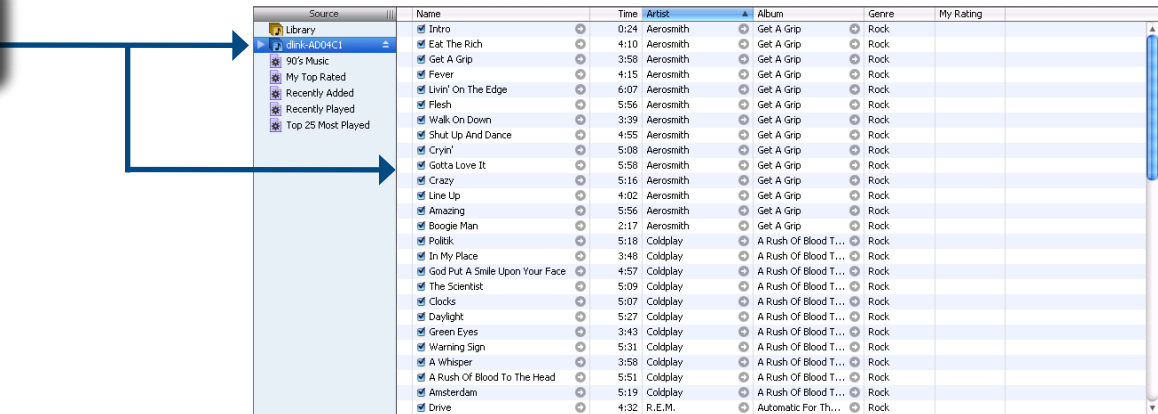 Source Name Time Artist Album Genre My Rating
Library
dlink-AD04C1
90's Music
My Top Rated
Recently Added
Recently Played
Top 25 Most Played
Intro 0:24 Aerosmith Get A Grip Rock
Eat The Rich 4:10 Aerosmith Get A Grip Rock
Get A Grip 3:58 Aerosmith Get A Grip Rock
Fever 4:15 Aerosmith Get A Grip Rock
Livin' On The Edge 6:07 Aerosmith Get A Grip Rock
Flesh 5:56 Aerosmith Get A Grip Rock
Walk On Down 3:39 Aerosmith Get A Grip Rock
Shut Up And Dance 4:55 Aerosmith Get A Grip Rock
Cryin' 5:08 Aerosmith Get A Grip Rock
Gotta Love It 5:58 Aerosmith Get A Grip Rock
Crazy 5:16 Aerosmith Get A Grip Rock
Line Up 4:02 Aerosmith Get A Grip Rock
Amazing 5:56 Aerosmith Get A Grip Rock
Boogie Man 2:17 Aerosmith Get A Grip Rock
Politik 5:18 Coldplay A Rush Of Blood T... Rock
In My Place 3:48 Coldplay A Rush Of Blood T... Rock
God Put A Smile Upon Your Face 4:57 Coldplay A Rush Of Blood T... Rock
The Scientist 5:09 Coldplay A Rush Of Blood T... Rock
Clocks 5:07 Coldplay A Rush Of Blood T... Rock
Daylight 5:27 Coldplay A Rush Of Blood T... Rock
Green Eyes 3:43 Coldplay A Rush Of Blood T... Rock
Warning Sign 5:31 Coldplay A Rush Of Blood T... Rock
A Whisper 3:58 Coldplay A Rush Of Blood T... Rock
A Rush Of Blood To The Head 5:51 Coldplay A Rush Of Blood T... Rock
Amsterdam 5:19 Coldplay A Rush Of Blood T... Rock
Drive 4:32 R.E.M. Automatic For Th... Rock